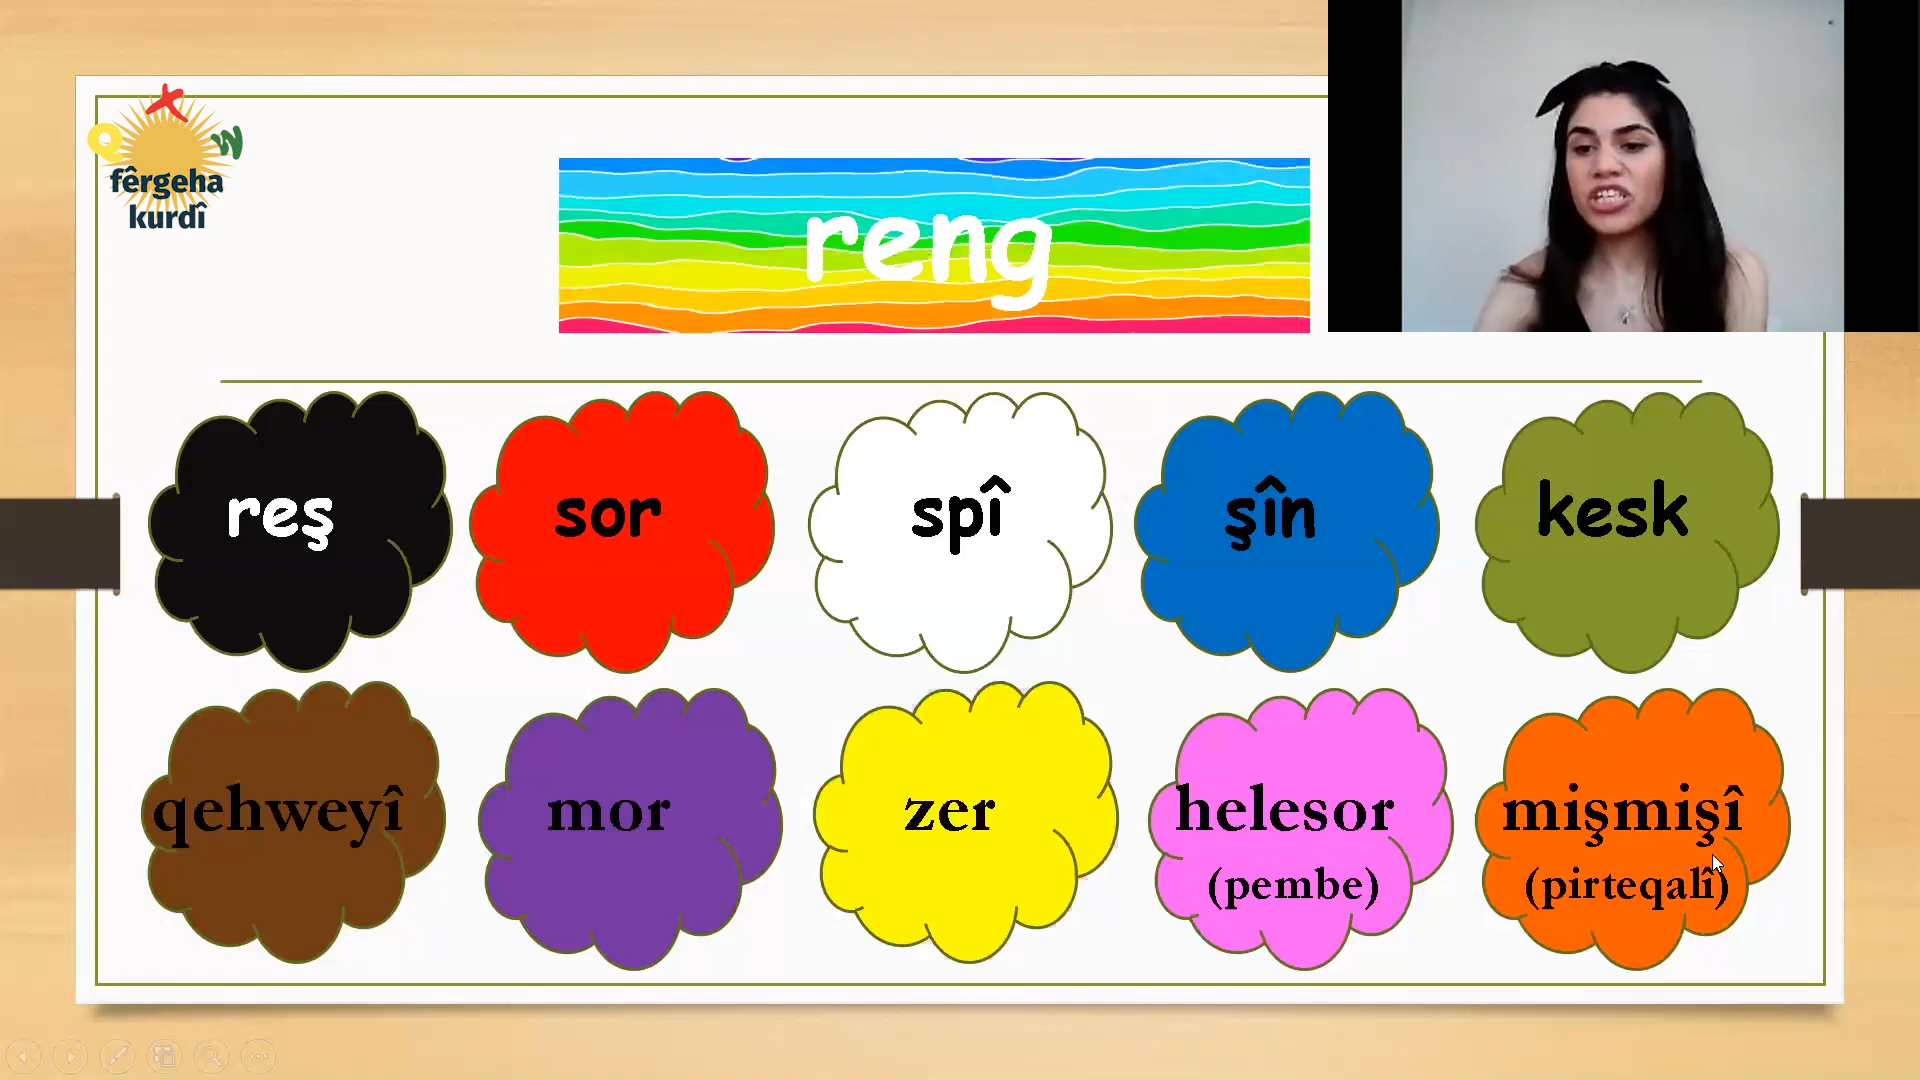 Q X W
fêrgeha
kurdî
reng
reş
sor
spî
şîn
kesk
qehweyî
mor
zer
helesor
(pembe)
mişmişî
(pirteqalî)